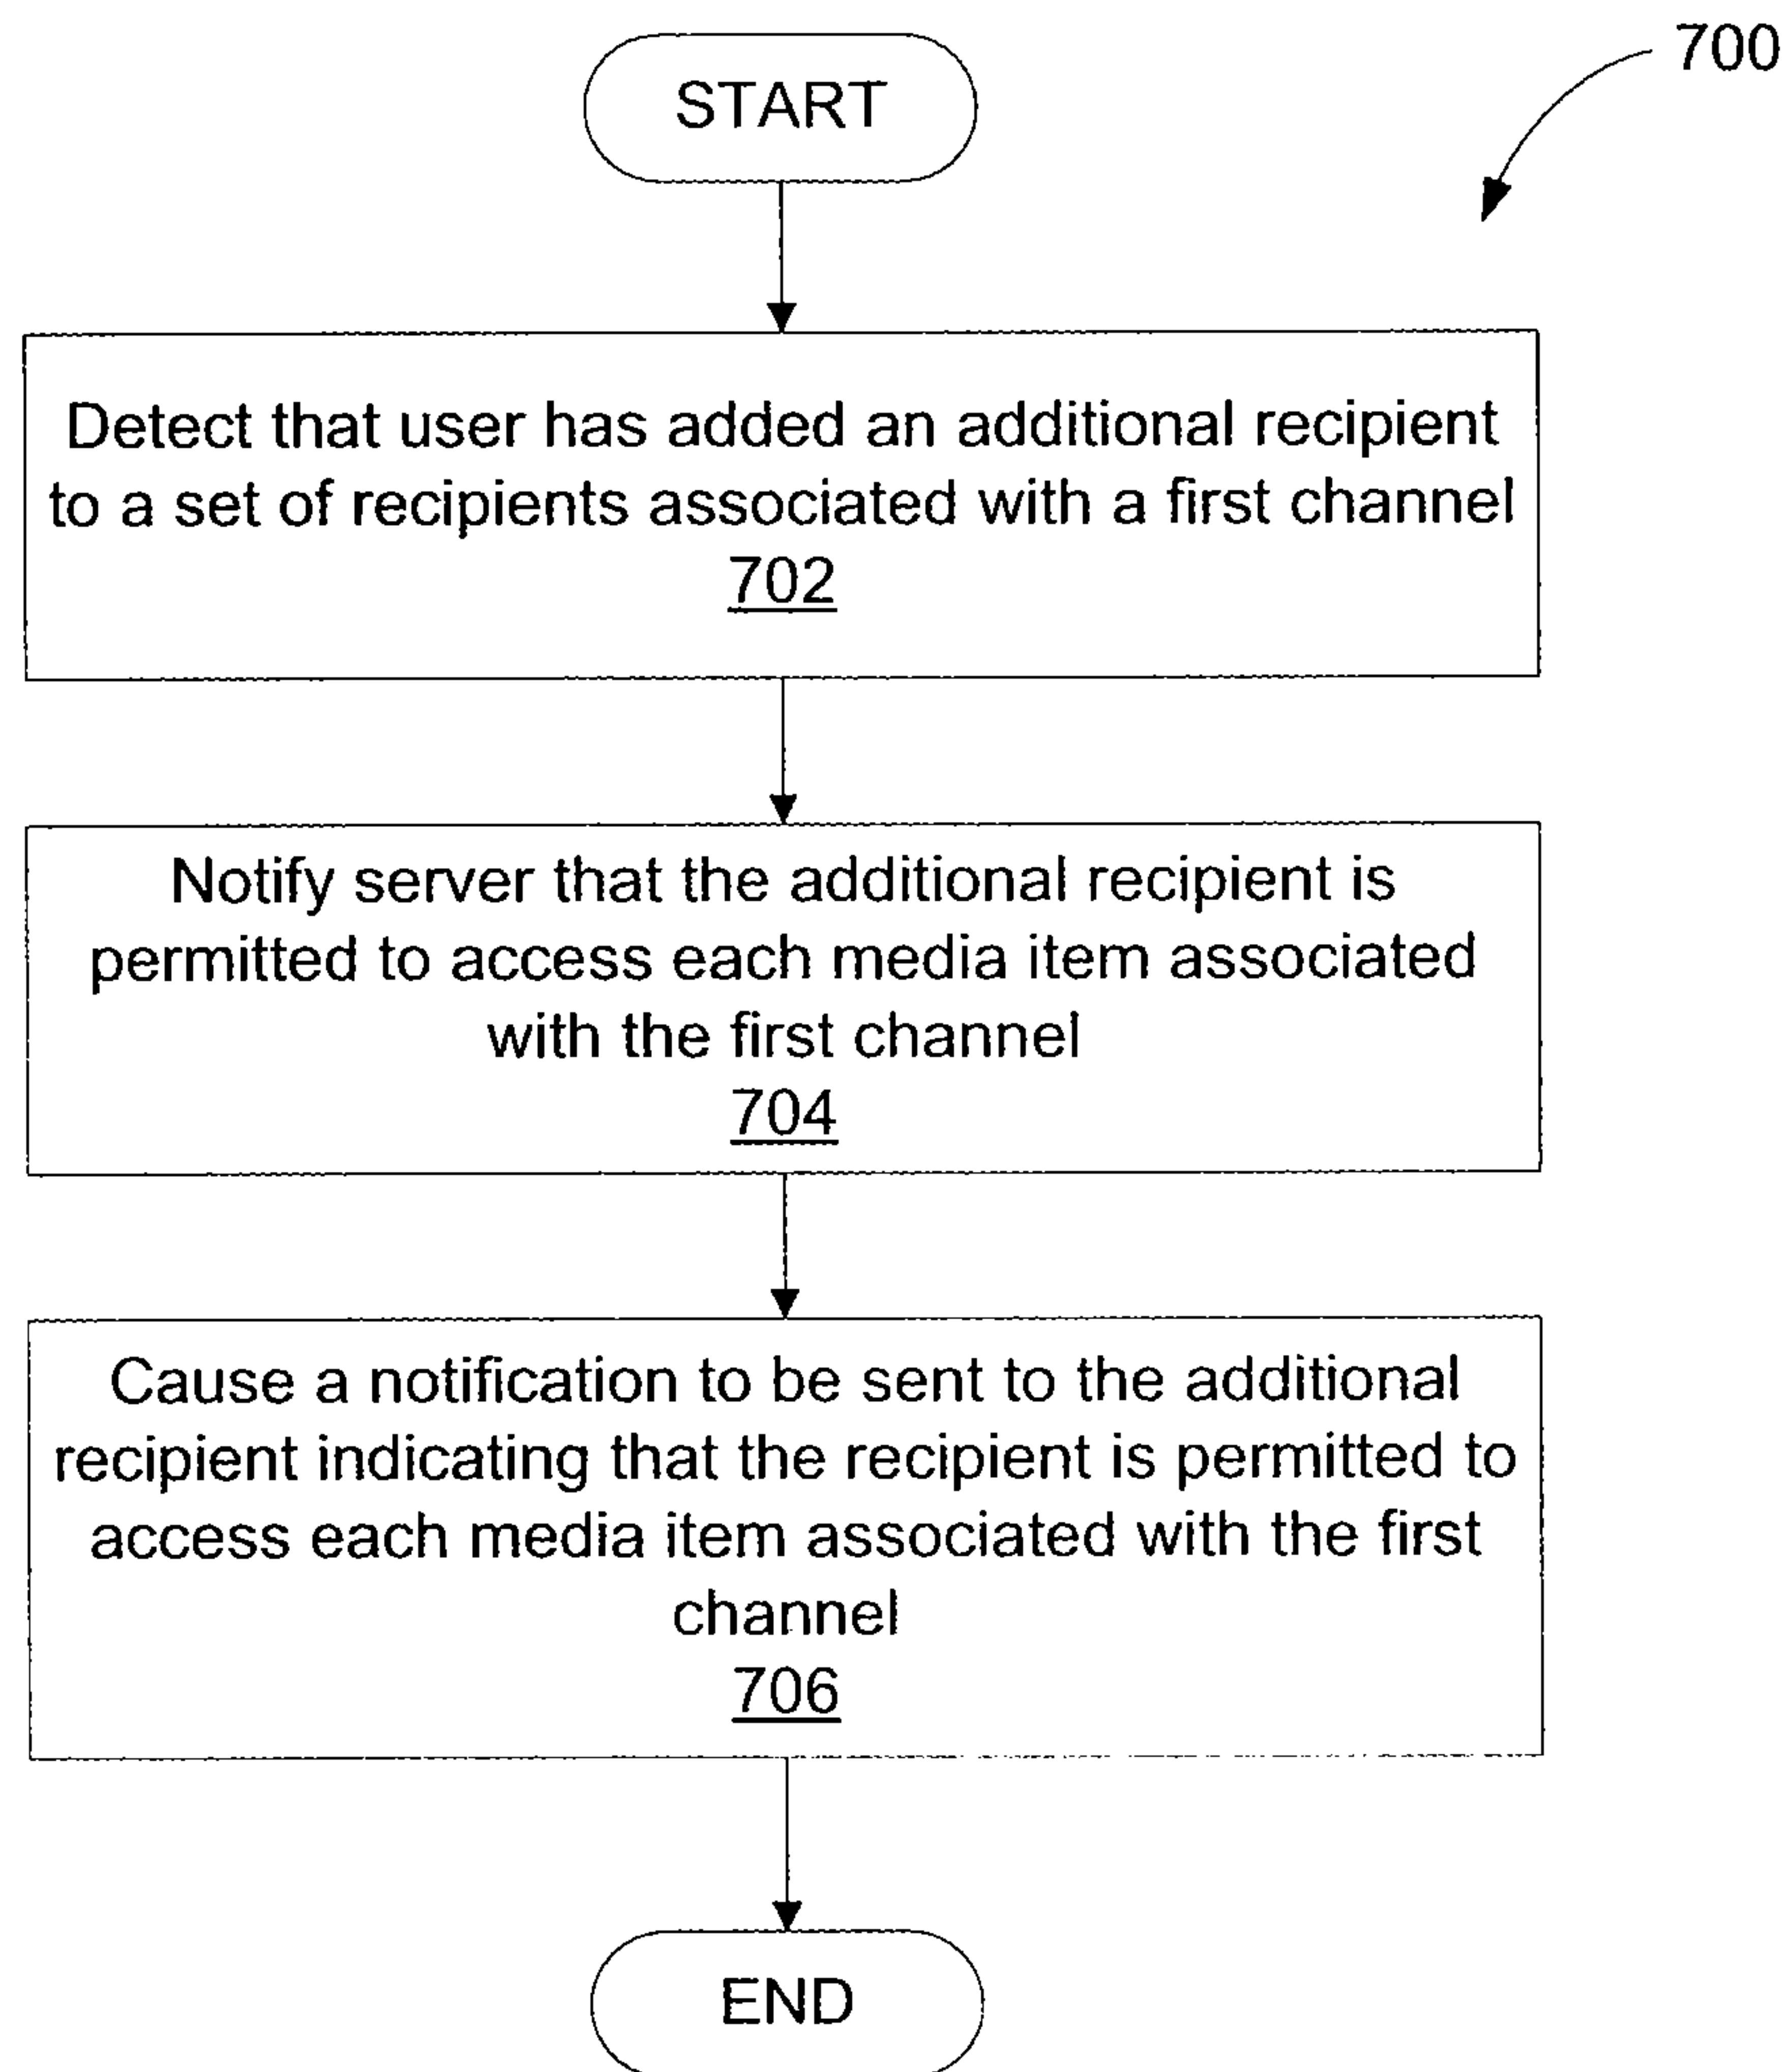 700
START
Detect that user has added an additional recipient
to a set of recipients associated with a first channel
702
Notify server that the additional recipient is
permitted to access each media item associated
with the first channel
704
Cause a notification to be sent to the additional
recipient indicating that the recipient is permitted to
access each media item associated with the first
channel
706
END